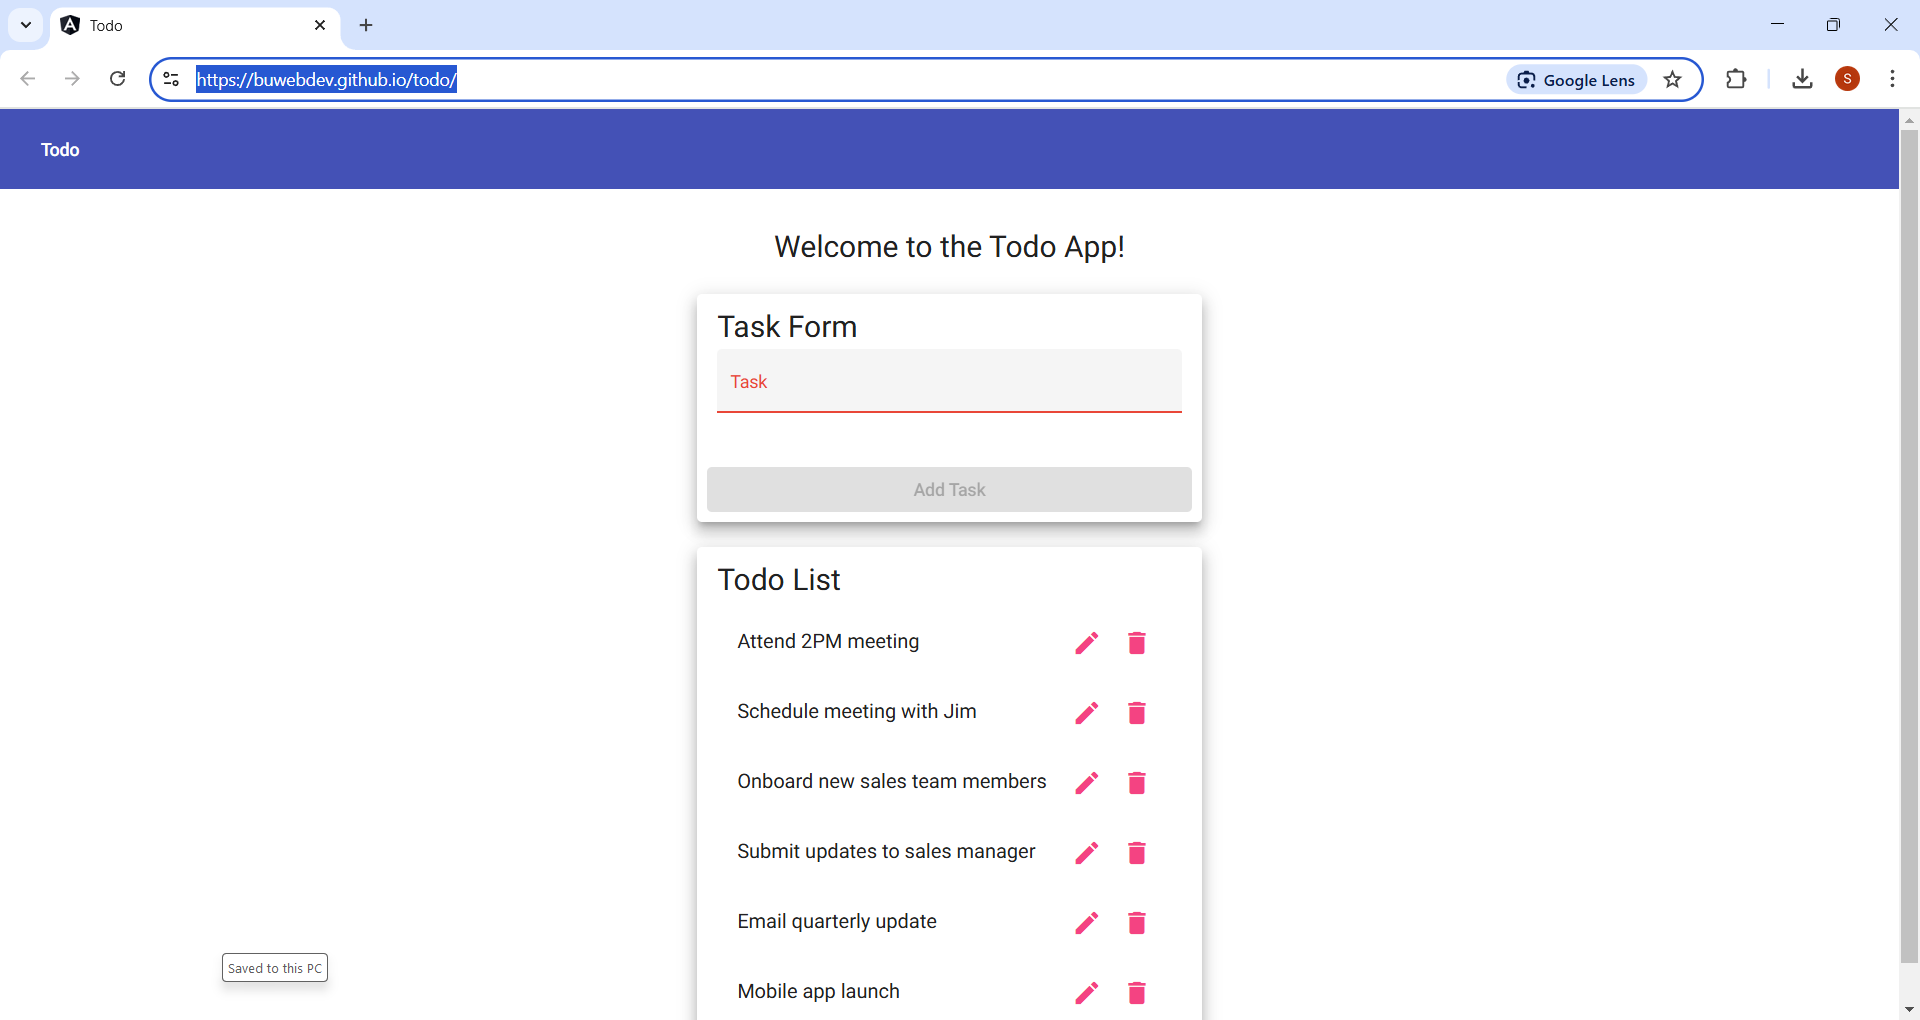 Todo
https://buwebdev.github.io/todo/
Google Lens
S
Todo
Welcome to the Todo App!
Task Form
Task
Add Task
Todo List
Attend 2PM meeting
Schedule meeting with Jim
Onboard new sales team members
Submit updates to sales manager
Email quarterly update
Saved to this PC
Mobile app launch